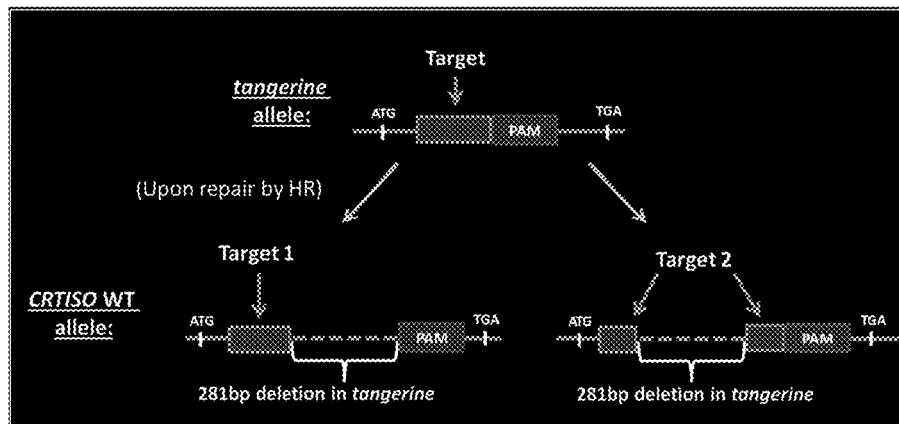 Target
tangerine
allele:
ATG
PAM
TGA
(Upon repair by HR)
Target 1
Target 2
CRTISO WT
allele:
ATG
PAM
TGA
ATG
PAM
TGA
281bp deletion in tangerine
281bp deletion in tangerine